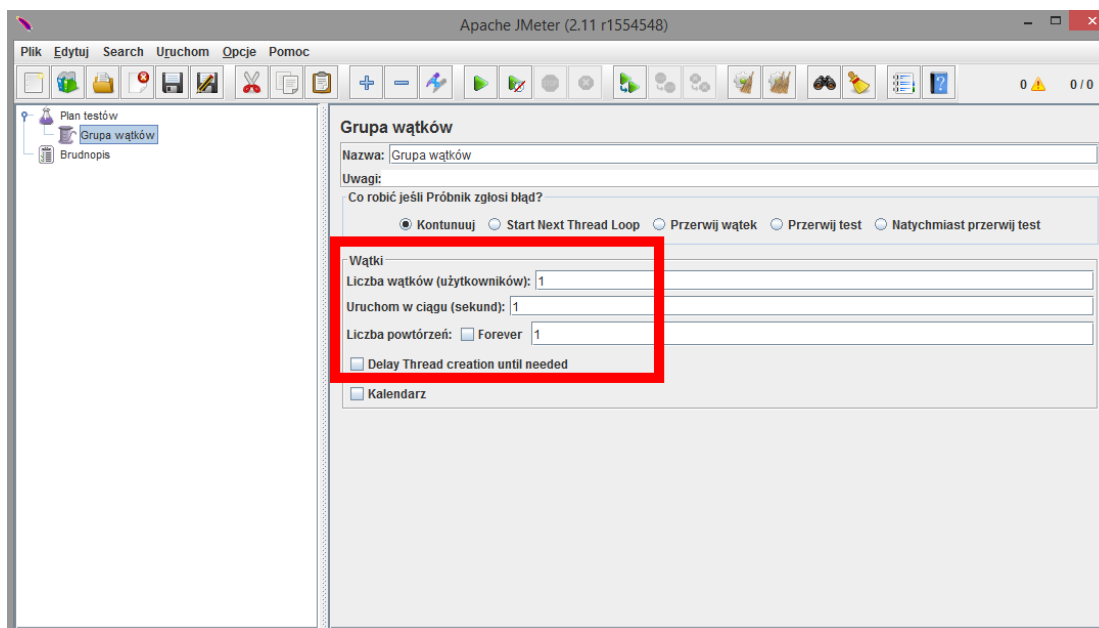 Apache JMeter (2.11 r1554548)
Plik Edytuj Search Uruchom Opcje Pomoc
0 0 / 0
Plan testów
Grupa wątków
Brudnopis
Grupa wątków
Nazwa: Grupa wątków
Uwagi:
Co robić jeśli Próbnik zgłosi błąd?
Kontunuuj Start Next Thread Loop Przerwij wątek Przerwij test Natychmiast przerwij test
Wątki
Liczba wątków (użytkowników): 1
Uruchom w ciągu (sekund): 1
Liczba powtórzeń: Forever 1
Delay Thread creation until needed
Kalendarz